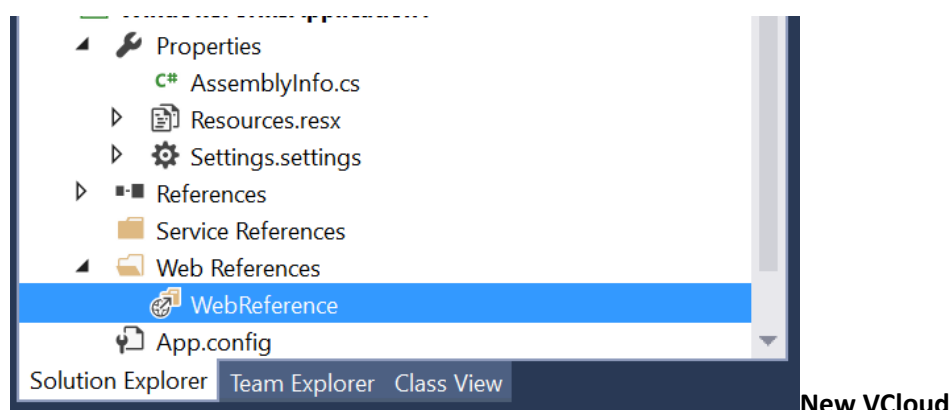 Properties
C# AssemblyInfo.cs
Resources.resx
Settings.settings
References
Service References
Web References
WebReference
App.config
Solution Explorer Team Explorer Class View
New VCloud